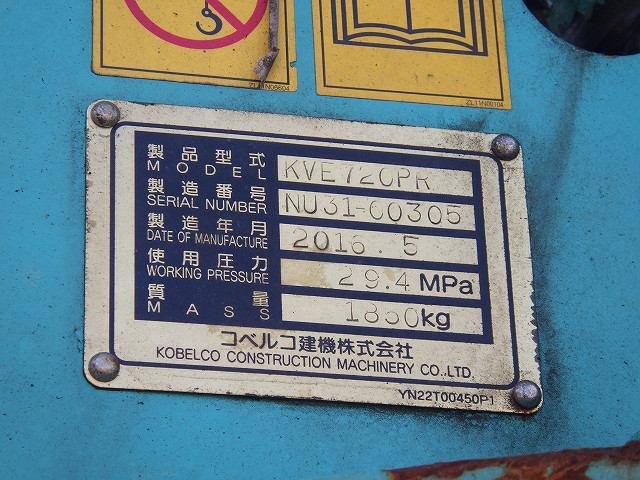 ZL11N00104
製品型式 KVE720PR
MODEL
製造番号 NU31-00305
SERIAL NUMBER
製造年月 2016.5
DATE OF MANUFACTURE
使用圧力 29.4 MPa
WORKING PRESSURE
質量 1850kg
MASS
コベルコ建機株式会社
KOBELCO CONSTRUCTION MACHINERY CO.,LTD.
YN22T00450P1